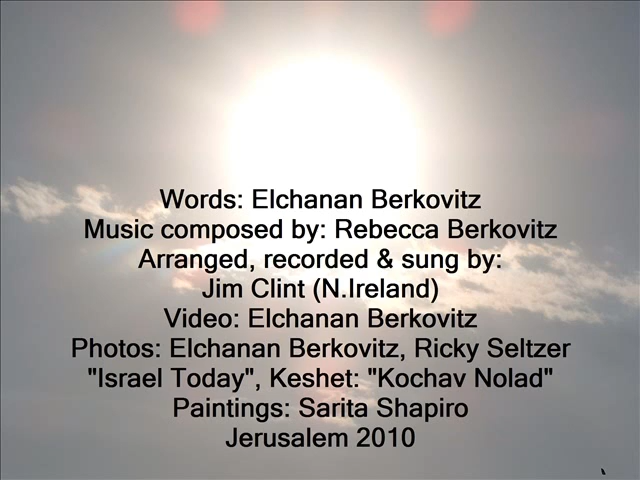 Words: Elchanan Berkovitz
Music composed by: Rebecca Berkovitz
Arranged, recorded & sung by:
Jim Clint (N.Ireland)
Video: Elchanan Berkovitz
Photos: Elchanan Berkovitz, Ricky Seltzer
"Israel Today", Keshet: "Kochav Nolad"
Paintings: Sarita Shapiro
Jerusalem 2010